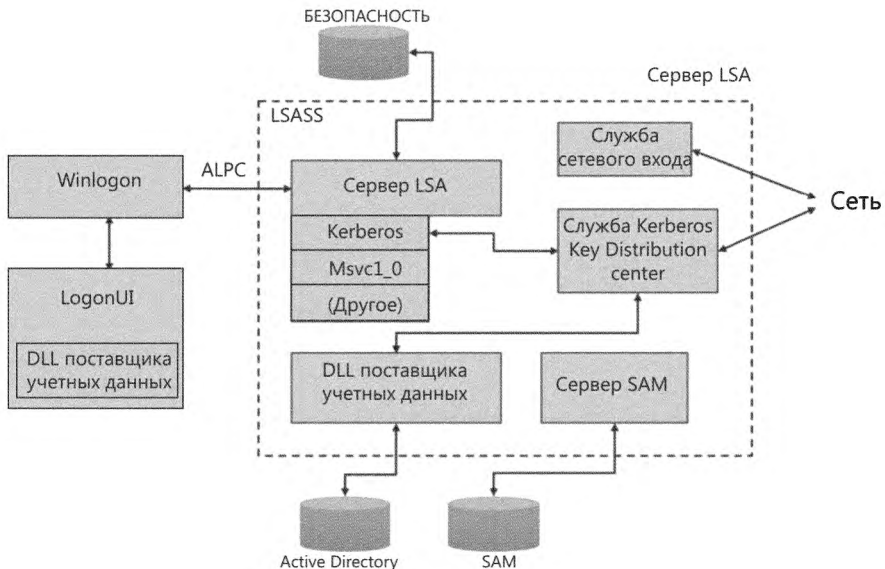 БЕЗОПАСНОСТЬ
Сервер LSA
LSASS
Служба
сетевого входа
Winlogon
ALPC
Сервер LSA
Сеть
Kerberos
Служба Kerberos
Key Distribution
center
Msvc1_0
(Другое)
LogonUI
DLL поставщика
учетных данных
DLL поставщика
учетных данных
Сервер SAM
Active Directory
SAM